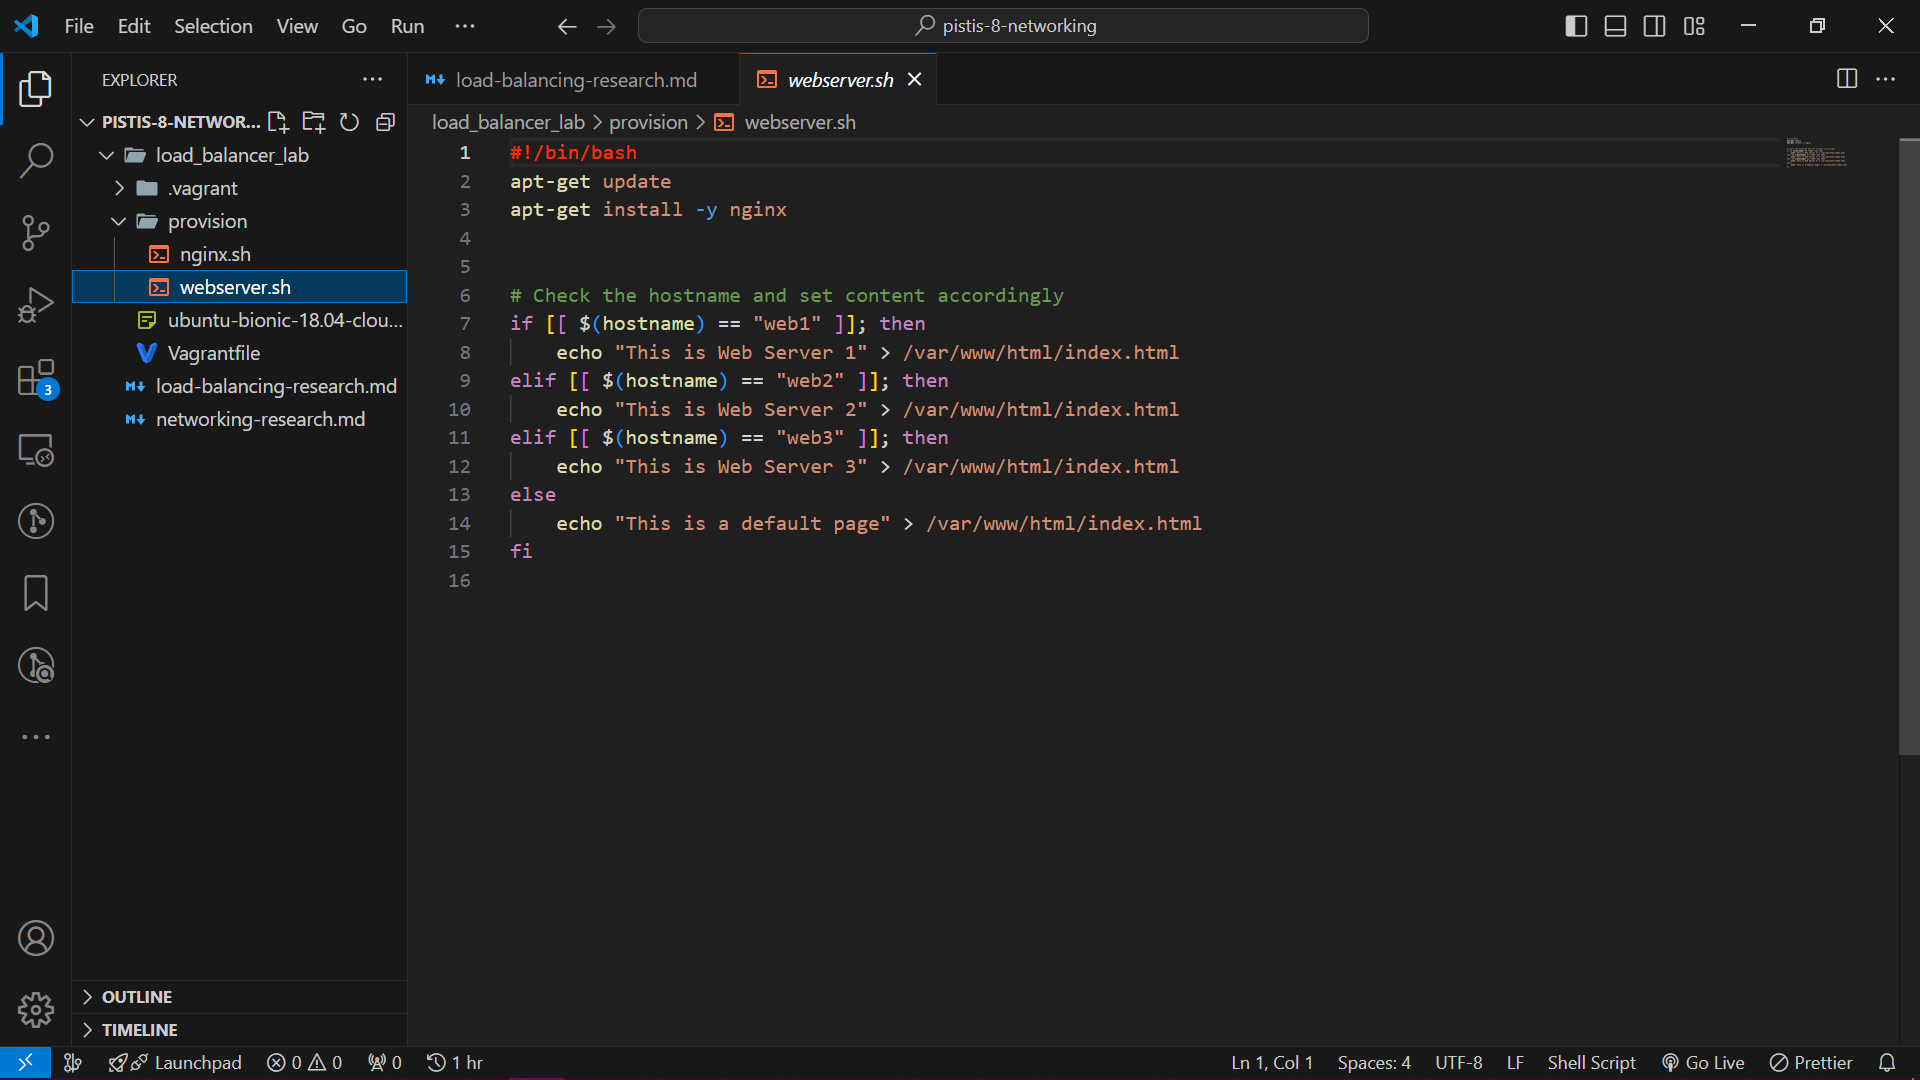 File Edit Selection View Go Run ··· pistis-8-networking
EXPLORER
load-balancing-research.md webserver.sh
PISTIS-8-NETWOR...
load_balancer_lab > provision > webserver.sh
load_balancer_lab
.vagrant
provision
nginx.sh
webserver.sh
ubuntu-bionic-18.04-clou...
Vagrantfile
load-balancing-research.md
networking-research.md
3
1 #!/bin/bash
2 apt-get update
3 apt-get install -y nginx
4
5
6 # Check the hostname and set content accordingly
7 if [[ $(hostname) == "web1" ]]; then
8     echo "This is Web Server 1" > /var/www/html/index.html
9 elif [[ $(hostname) == "web2" ]]; then
10     echo "This is Web Server 2" > /var/www/html/index.html
11 elif [[ $(hostname) == "web3" ]]; then
12     echo "This is Web Server 3" > /var/www/html/index.html
13 else
14     echo "This is a default page" > /var/www/html/index.html
15 fi
16
OUTLINE
TIMELINE
Launchpad 0 0 0 1 hr Ln 1, Col 1 Spaces: 4 UTF-8 LF Shell Script Go Live Prettier